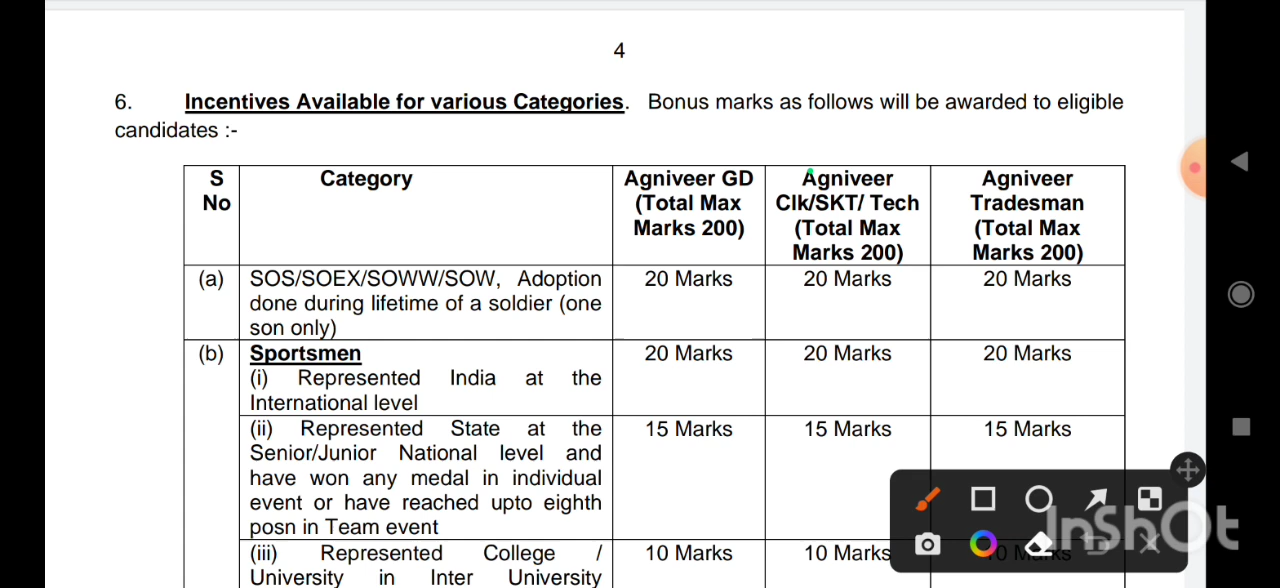 4
6. Incentives Available for various Categories. Bonus marks as follows will be awarded to eligible
candidates :-
S No | Category | Agniveer GD (Total Max Marks 200) | Agniveer Clk/SKT/ Tech (Total Max Marks 200) | Agniveer Tradesman (Total Max Marks 200)
(a) SOS/SOEX/SOWW/SOW, Adoption 20 Marks 20 Marks 20 Marks
done during lifetime of a soldier (one
son only)
(b) Sportsmen 20 Marks 20 Marks 20 Marks
(i) Represented India at the
International level
(ii) Represented State at the 15 Marks 15 Marks 15 Marks
Senior/Junior National level and
have won any medal in individual
event or have reached upto eighth
posn in Team event
(iii) Represented College / 10 Marks 10 Marks
University in Inter University
InShOt